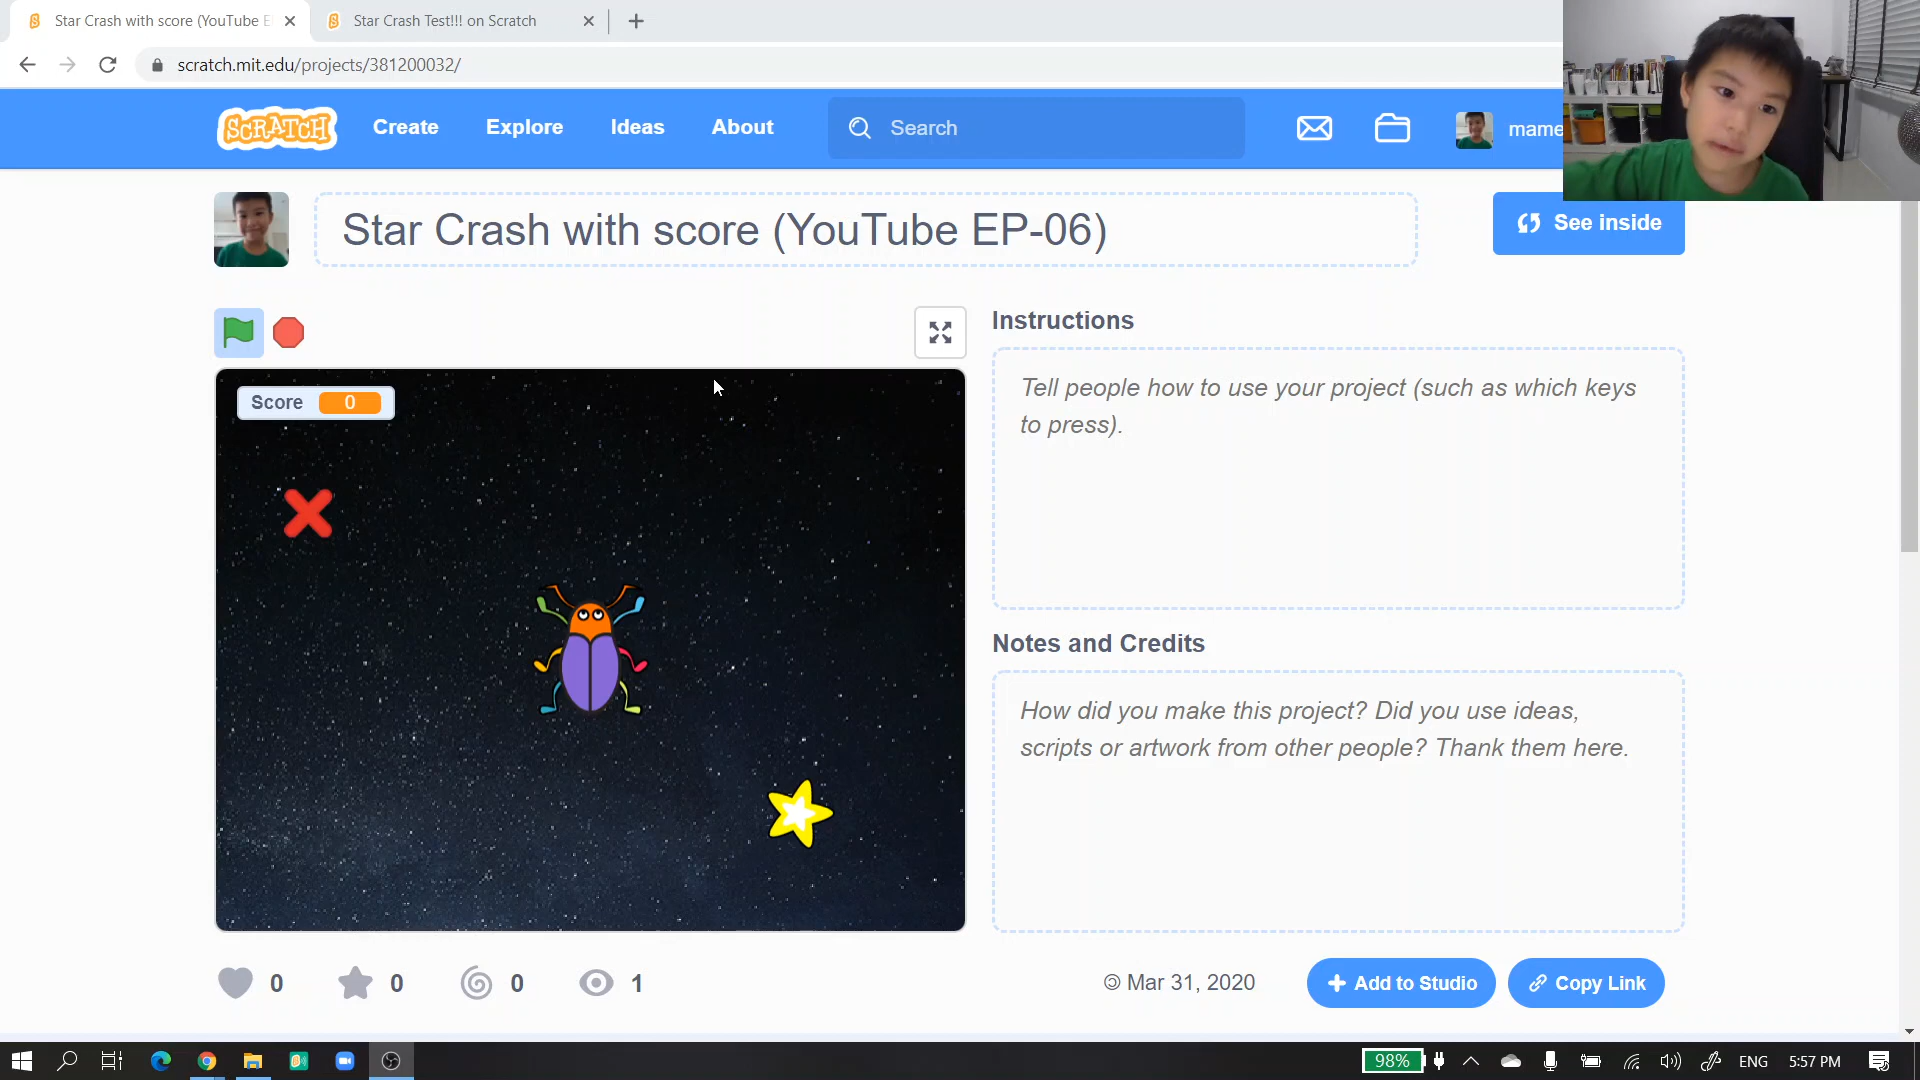 Star Crash with score (YouTube E
Star Crash Test!!! on Scratch
scratch.mit.edu/projects/381200032/
SCRATCH
Create
Explore
Ideas
About
Search
mame
Star Crash with score (YouTube EP-06)
See inside
Score 0
Instructions
Tell people how to use your project (such as which keys
to press).
Notes and Credits
How did you make this project? Did you use ideas,
scripts or artwork from other people? Thank them here.
0
0
0
1
© Mar 31, 2020
Add to Studio
Copy Link
98%
ENG
5:57 PM